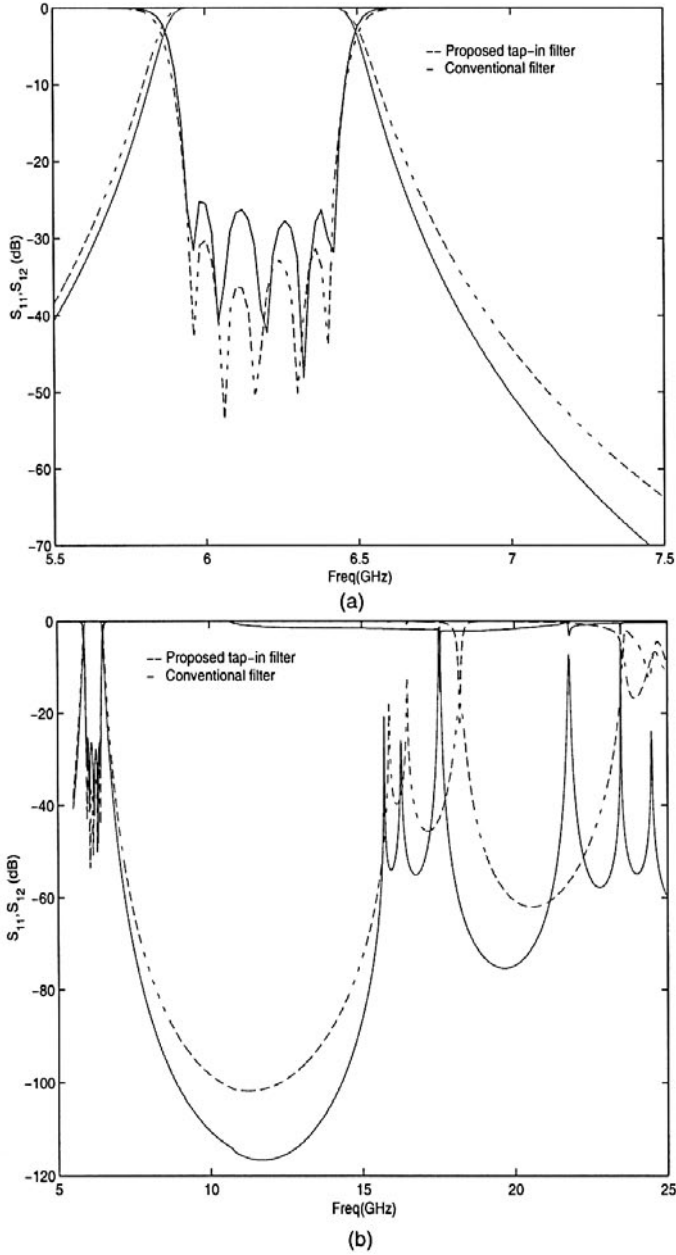 0
-10
-20
-30
-40
-50
-60
-70
S11,S12 (dB)
-- Proposed tap-in filter
- Conventional filter
5.5 6 6.5 7 7.5
Freq(GHz)
(a)
0
-20
-40
-60
-80
-100
-120
S11,S12 (dB)
-- Proposed tap-in filter
- Conventional filter
5 10 15 20 25
Freq(GHz)
(b)